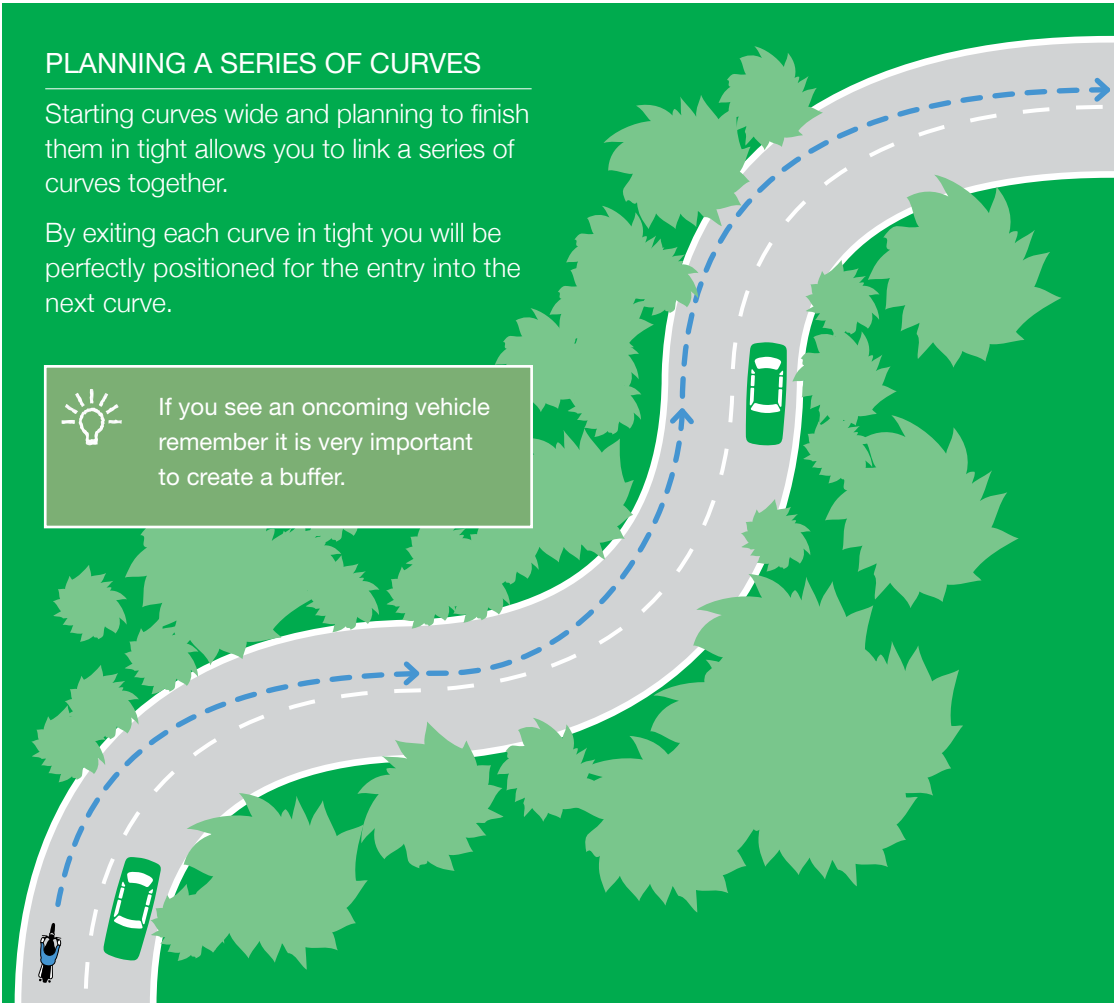 PLANNING A SERIES OF CURVES
Starting curves wide and planning to finish
them in tight allows you to link a series of
curves together.
By exiting each curve in tight you will be
perfectly positioned for the entry into the
next curve.
If you see an oncoming vehicle
remember it is very important
to create a buffer.